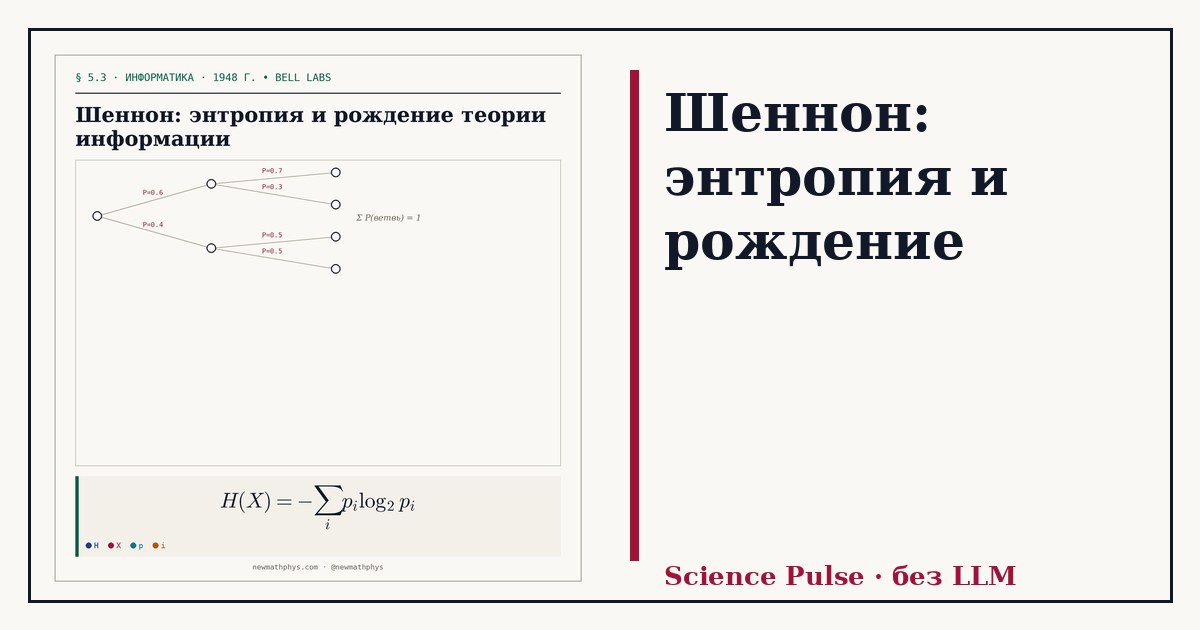 § 5.3 · ИНФОРМАТИКА · 1948 Г. • BELL LABS
Шеннон: энтропия и рождение теории
информации
P=0.6
P=0.4
P=0.7
P=0.3
P=0.5
P=0.5
Σ P(ветвь) = 1
H(X) = −∑ᵢ pᵢ log₂ pᵢ
H X p i
newmathphys.com · @newmathphys
Шеннон:
энтропия и
рождение
Science Pulse · без LLM